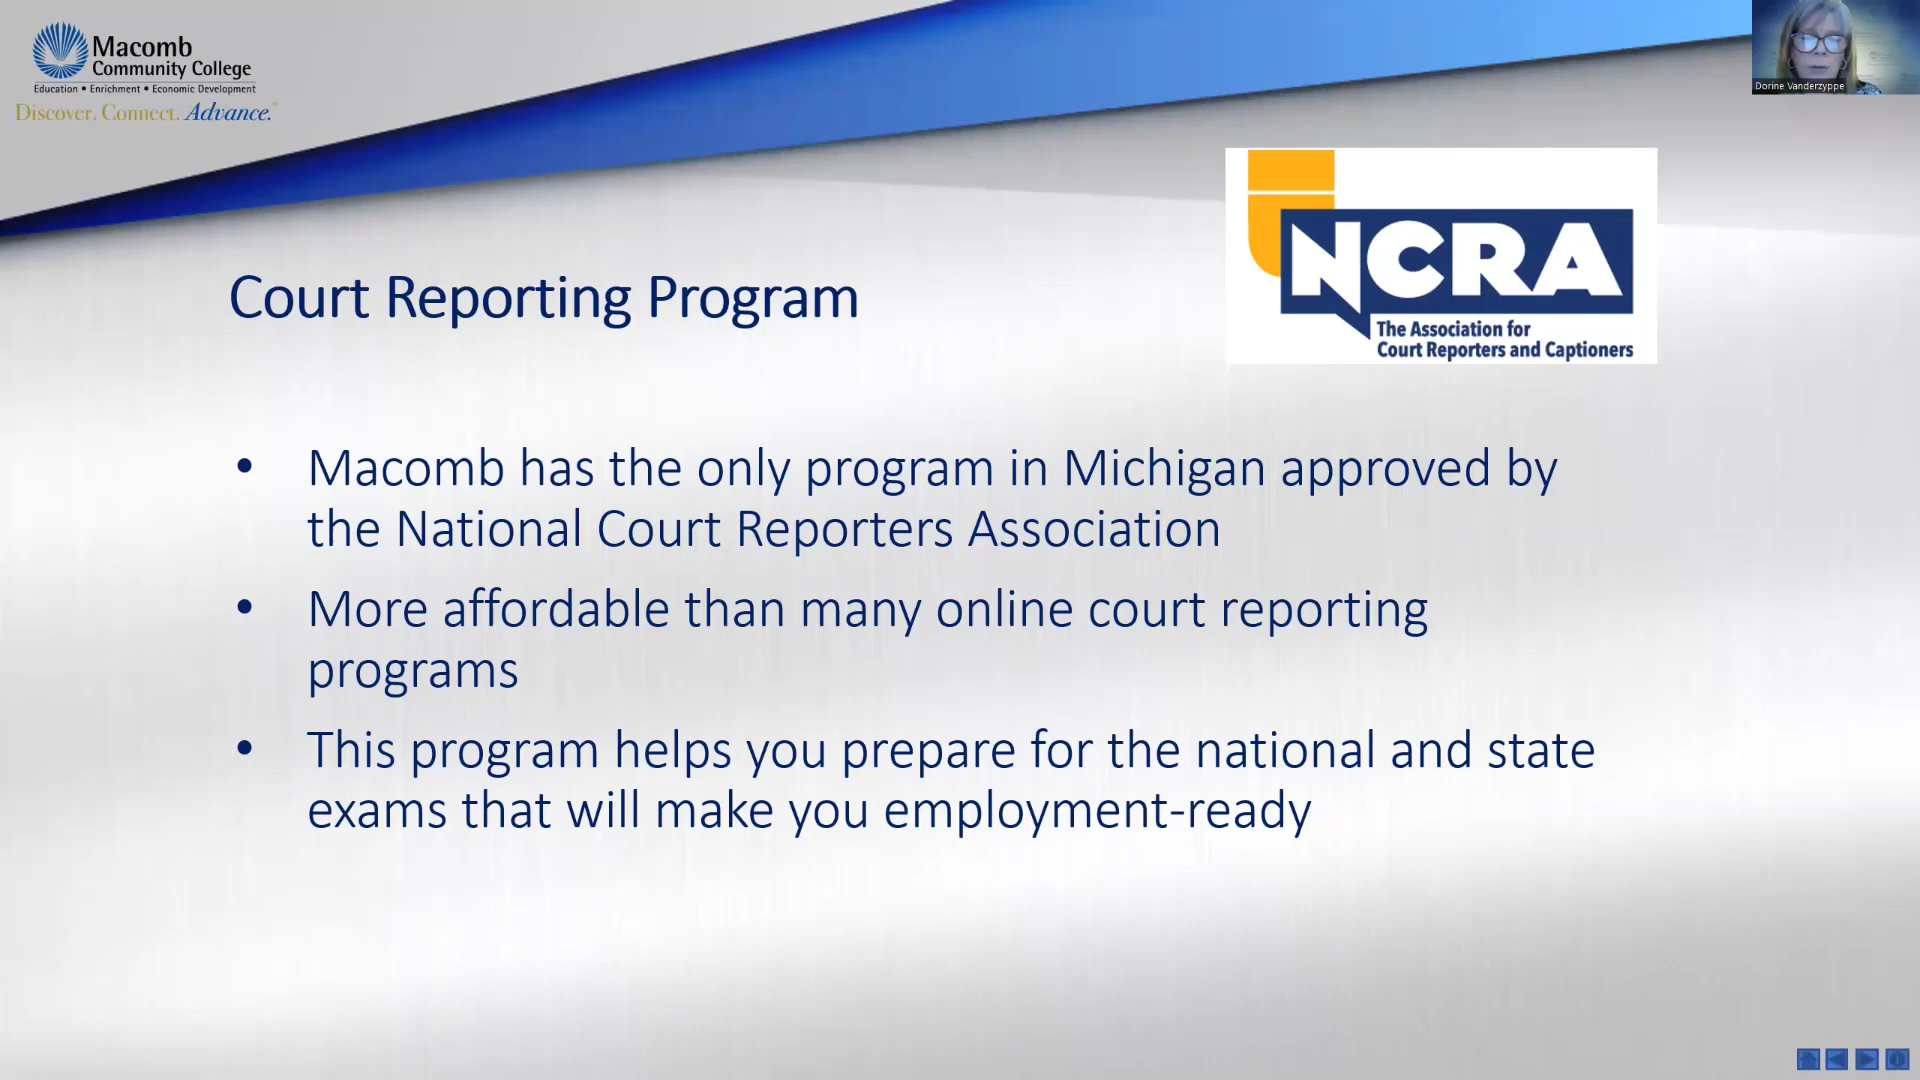 Macomb
Community College
Education • Enrichment • Economic Development
Discover. Connect. Advance.
Dorine Vanderzyppe
NCRA
The Association for
Court Reporters and Captioners
Court Reporting Program
• Macomb has the only program in Michigan approved by
the National Court Reporters Association
• More affordable than many online court reporting
programs
• This program helps you prepare for the national and state
exams that will make you employment-ready